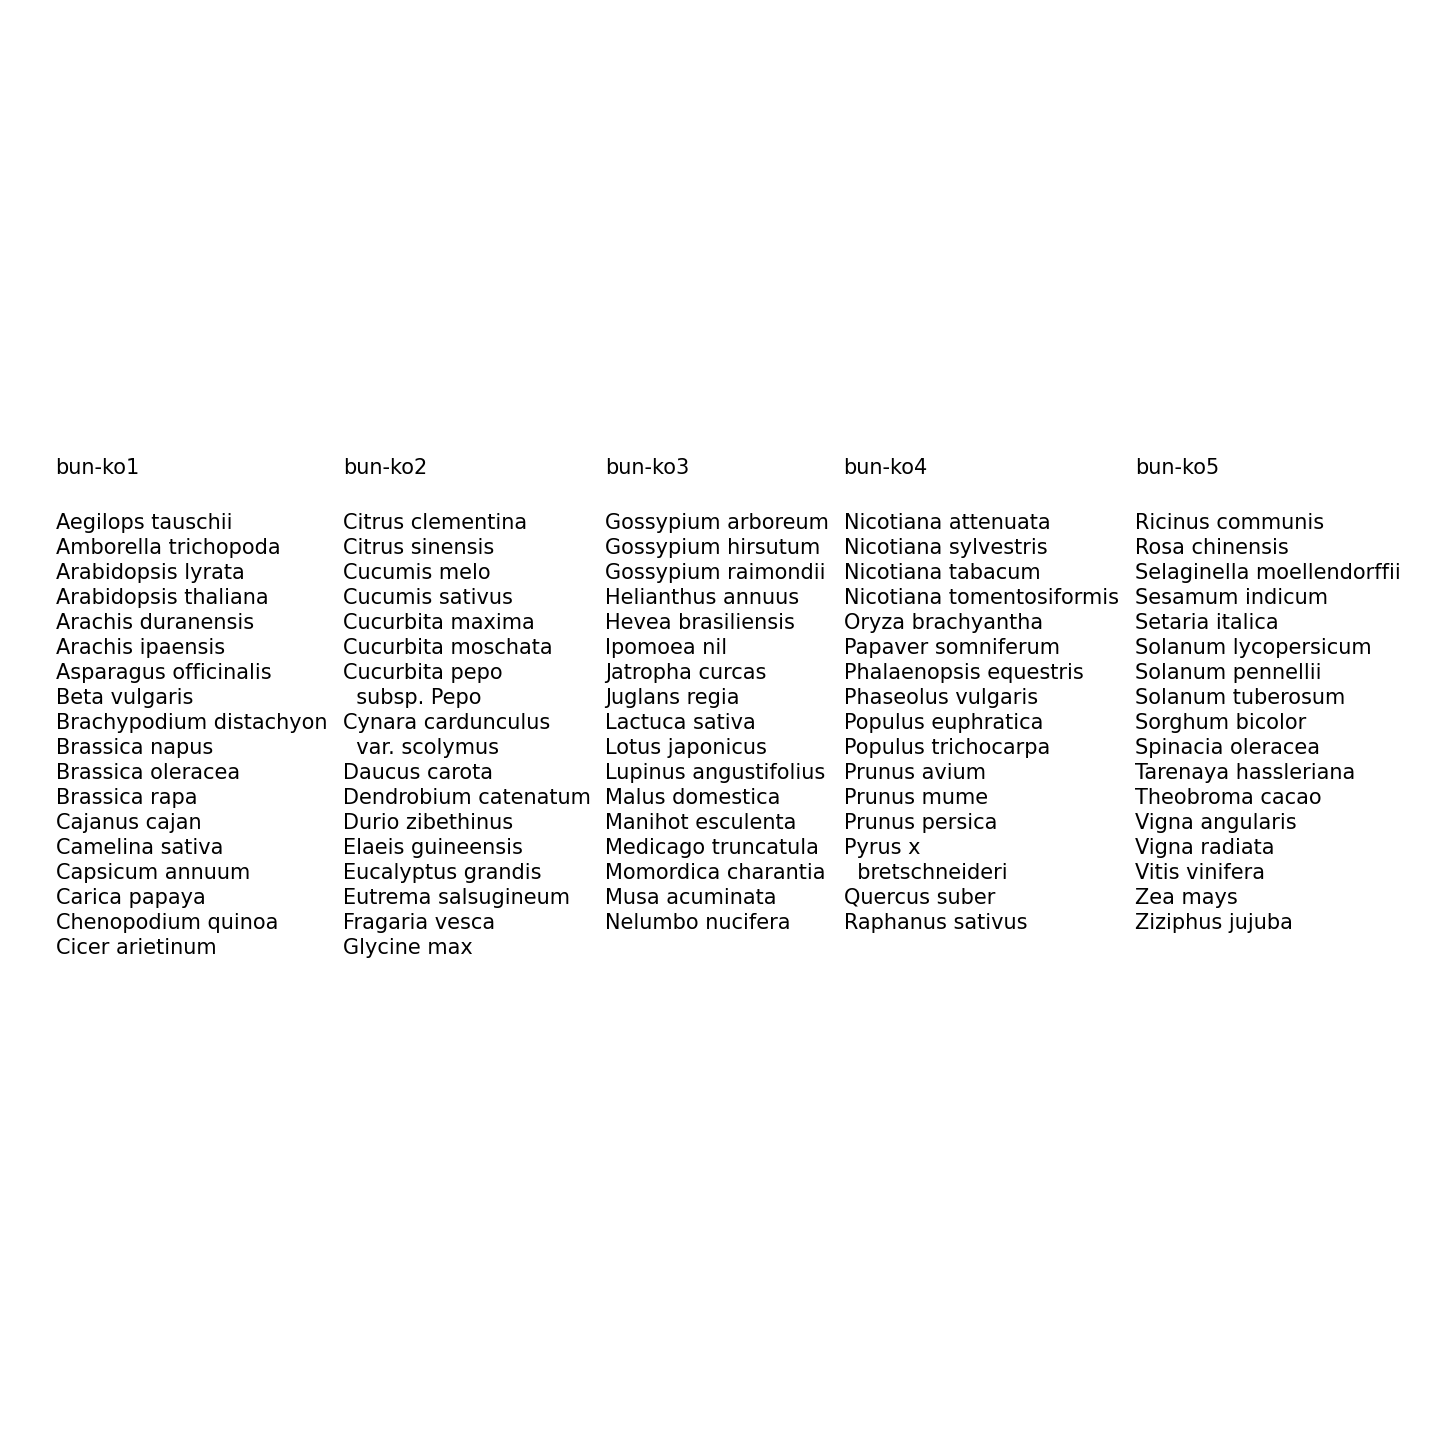 bun-ko1
Aegilops tauschii
Amborella trichopoda
Arabidopsis lyrata
Arabidopsis thaliana
Arachis duranensis
Arachis ipaensis
Asparagus officinalis
Beta vulgaris
Brachypodium distachyon
Brassica napus
Brassica oleracea
Brassica rapa
Cajanus cajan
Camelina sativa
Capsicum annuum
Carica papaya
Chenopodium quinoa
Cicer arietinum
bun-ko2
Citrus clementina
Citrus sinensis
Cucumis melo
Cucumis sativus
Cucurbita maxima
Cucurbita moschata
Cucurbita pepo
subsp. Pepo
Cynara cardunculus
var. scolymus
Daucus carota
Dendrobium catenatum
Durio zibethinus
Elaeis guineensis
Eucalyptus grandis
Eutrema salsugineum
Fragaria vesca
Glycine max
bun-ko3
Gossypium arboreum
Gossypium hirsutum
Gossypium raimondii
Helianthus annuus
Hevea brasiliensis
Ipomoea nil
Jatropha curcas
Juglans regia
Lactuca sativa
Lotus japonicus
Lupinus angustifolius
Malus domestica
Manihot esculenta
Medicago truncatula
Momordica charantia
Musa acuminata
Nelumbo nucifera
bun-ko4
Nicotiana attenuata
Nicotiana sylvestris
Nicotiana tabacum
Nicotiana tomentosiformis
Oryza brachyantha
Papaver somniferum
Phalaenopsis equestris
Phaseolus vulgaris
Populus euphratica
Populus trichocarpa
Prunus avium
Prunus mume
Prunus persica
Pyrus x
bretschneideri
Quercus suber
Raphanus sativus
bun-ko5
Ricinus communis
Rosa chinensis
Selaginella moellendorffii
Sesamum indicum
Setaria italica
Solanum lycopersicum
Solanum pennellii
Solanum tuberosum
Sorghum bicolor
Spinacia oleracea
Tarenaya hassleriana
Theobroma cacao
Vigna angularis
Vigna radiata
Vitis vinifera
Zea mays
Ziziphus jujuba